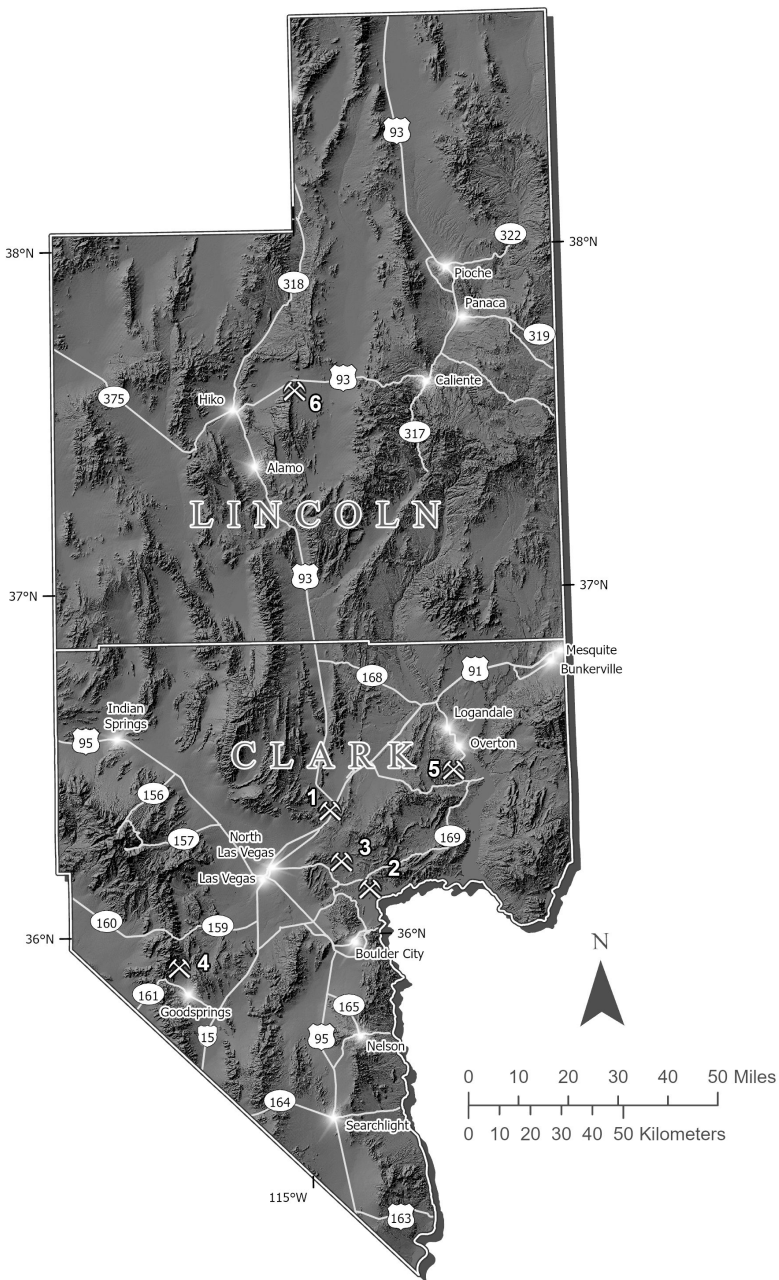 93
322
38°N
38°N
Pioche
318
Panaca
319
93
Caliente
375
Hiko
6
317
Alamo
LINCOLN
93
37°N
37°N
Mesquite
91
Bunkerville
168
Indian
Springs
Logandale
95
Overton
CLARK
5
156
1
157
169
North
Las Vegas
3
2
Las Vegas
160
159
36°N
36°N
N
Boulder City
4
161
165
Goodsprings
15
95
Nelson
0 10 20 30 40 50 Miles
164
Searchlight
0 10 20 30 40 50 Kilometers
115°W
163